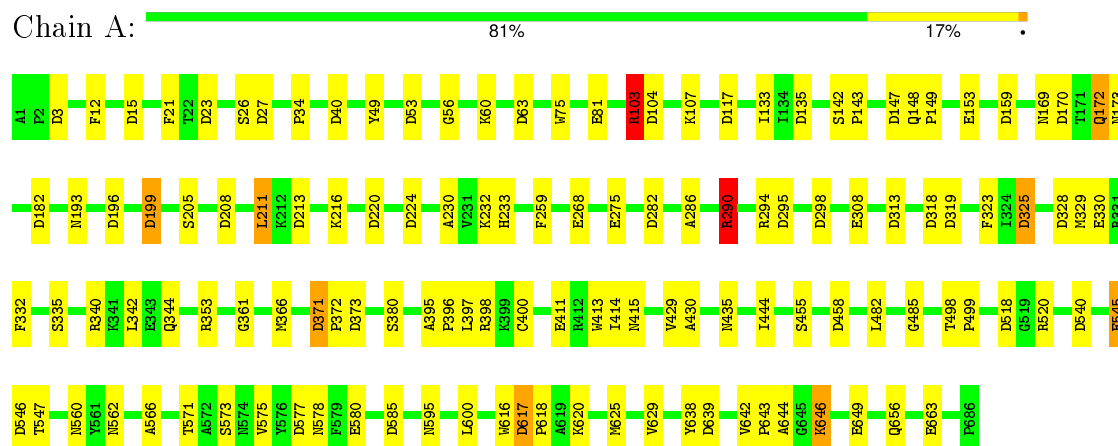 Chain A:
81% 17% •
A1 P2 D3 F12 D15 F21 T22 D23 S26 D27 P34 D40 Y49 D53 G56 K60 D63 W75 E81 R103 D104 K107 D117 I133 I134 D135 S142 P143 D147 Q148 P149 E153 D159 N169 D170 T171 Q172 N173
D182 N193 D196 D199 S205 D208 L211 K212 D213 K216 D220 D224 A230 V231 K232 H233 F259 E268 E275 D282 A286 R290 R294 D295 D298 E308 D313 D318 D319 F323 I324 D325 D328 M329 E330 R331
F332 S335 R340 K341 L342 E343 Q344 R353 G361 M366 D371 P372 D373 S380 A395 P396 L397 R398 K399 C400 E411 R412 W413 I414 N415 V429 A430 N435 I444 S455 D458 L482 G485 T498 P499 D518 G519 R520 D540 E545
D546 T547 N560 Y561 N562 A566 T571 A572 S573 N574 V575 Y576 D577 N578 F579 E580 D585 N595 L600 W616 D617 P618 A619 K620 M625 V629 Y638 D639 V642 P643 A644 G645 K646 E649 Q656 E663 P686